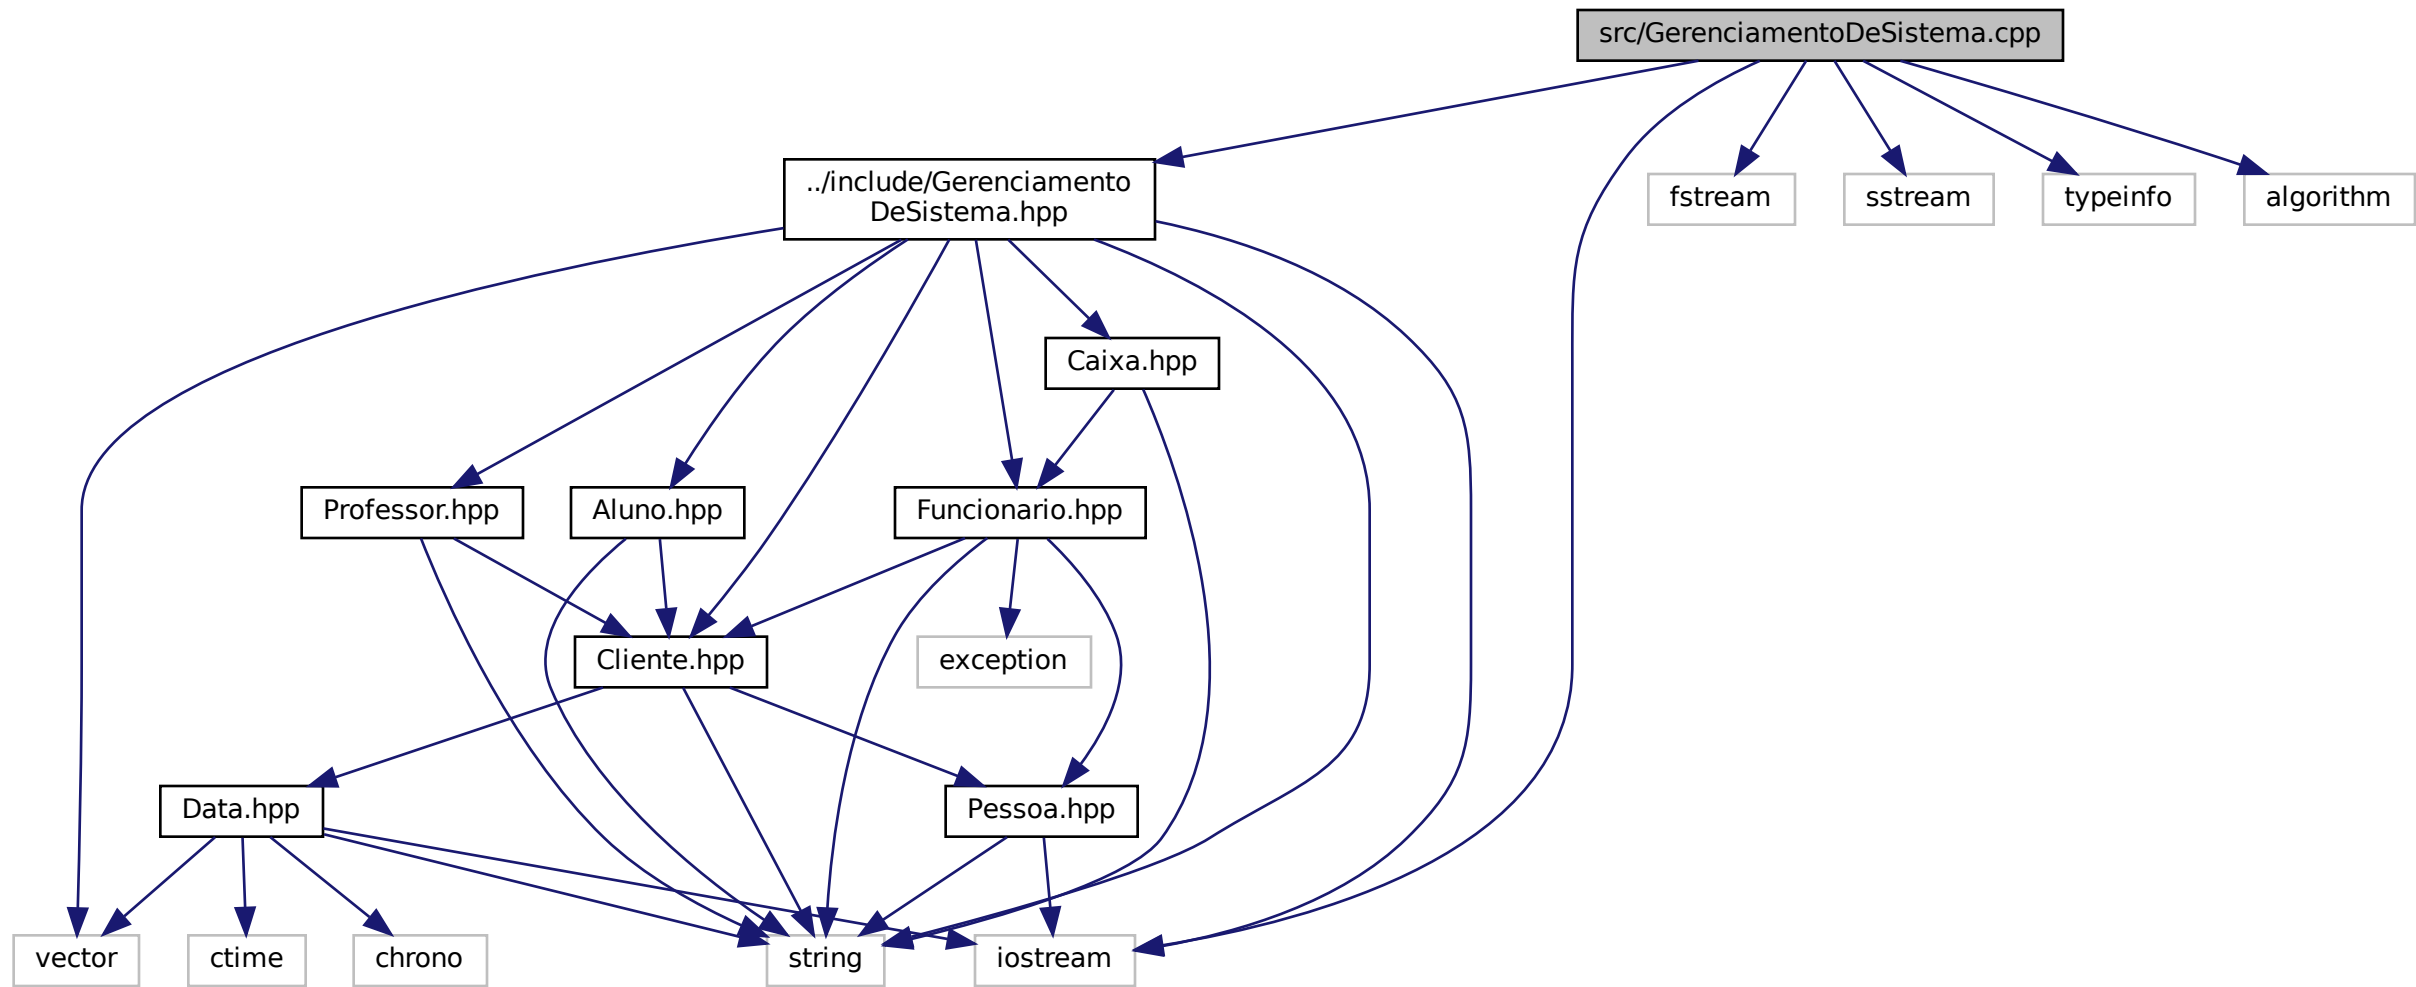 src/GerenciamentoDeSistema.cpp
../include/Gerenciamento
DeSistema.hpp
fstream
sstream
typeinfo
algorithm
Caixa.hpp
Professor.hpp
Aluno.hpp
Funcionario.hpp
Cliente.hpp
exception
Data.hpp
Pessoa.hpp
vector
ctime
chrono
string
iostream